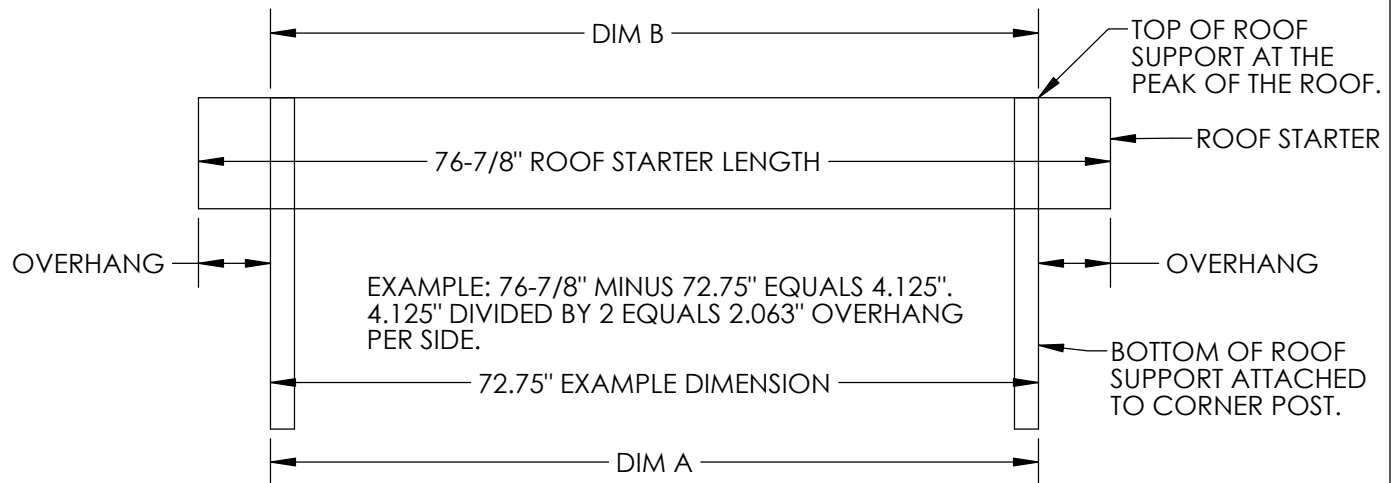 DIM B
TOP OF ROOF
SUPPORT AT THE
PEAK OF THE ROOF.
ROOF STARTER
76-7/8" ROOF STARTER LENGTH
OVERHANG
OVERHANG
EXAMPLE: 76-7/8" MINUS 72.75" EQUALS 4.125".
4.125" DIVIDED BY 2 EQUALS 2.063" OVERHANG
PER SIDE.
72.75" EXAMPLE DIMENSION
BOTTOM OF ROOF
SUPPORT ATTACHED
TO CORNER POST.
DIM A